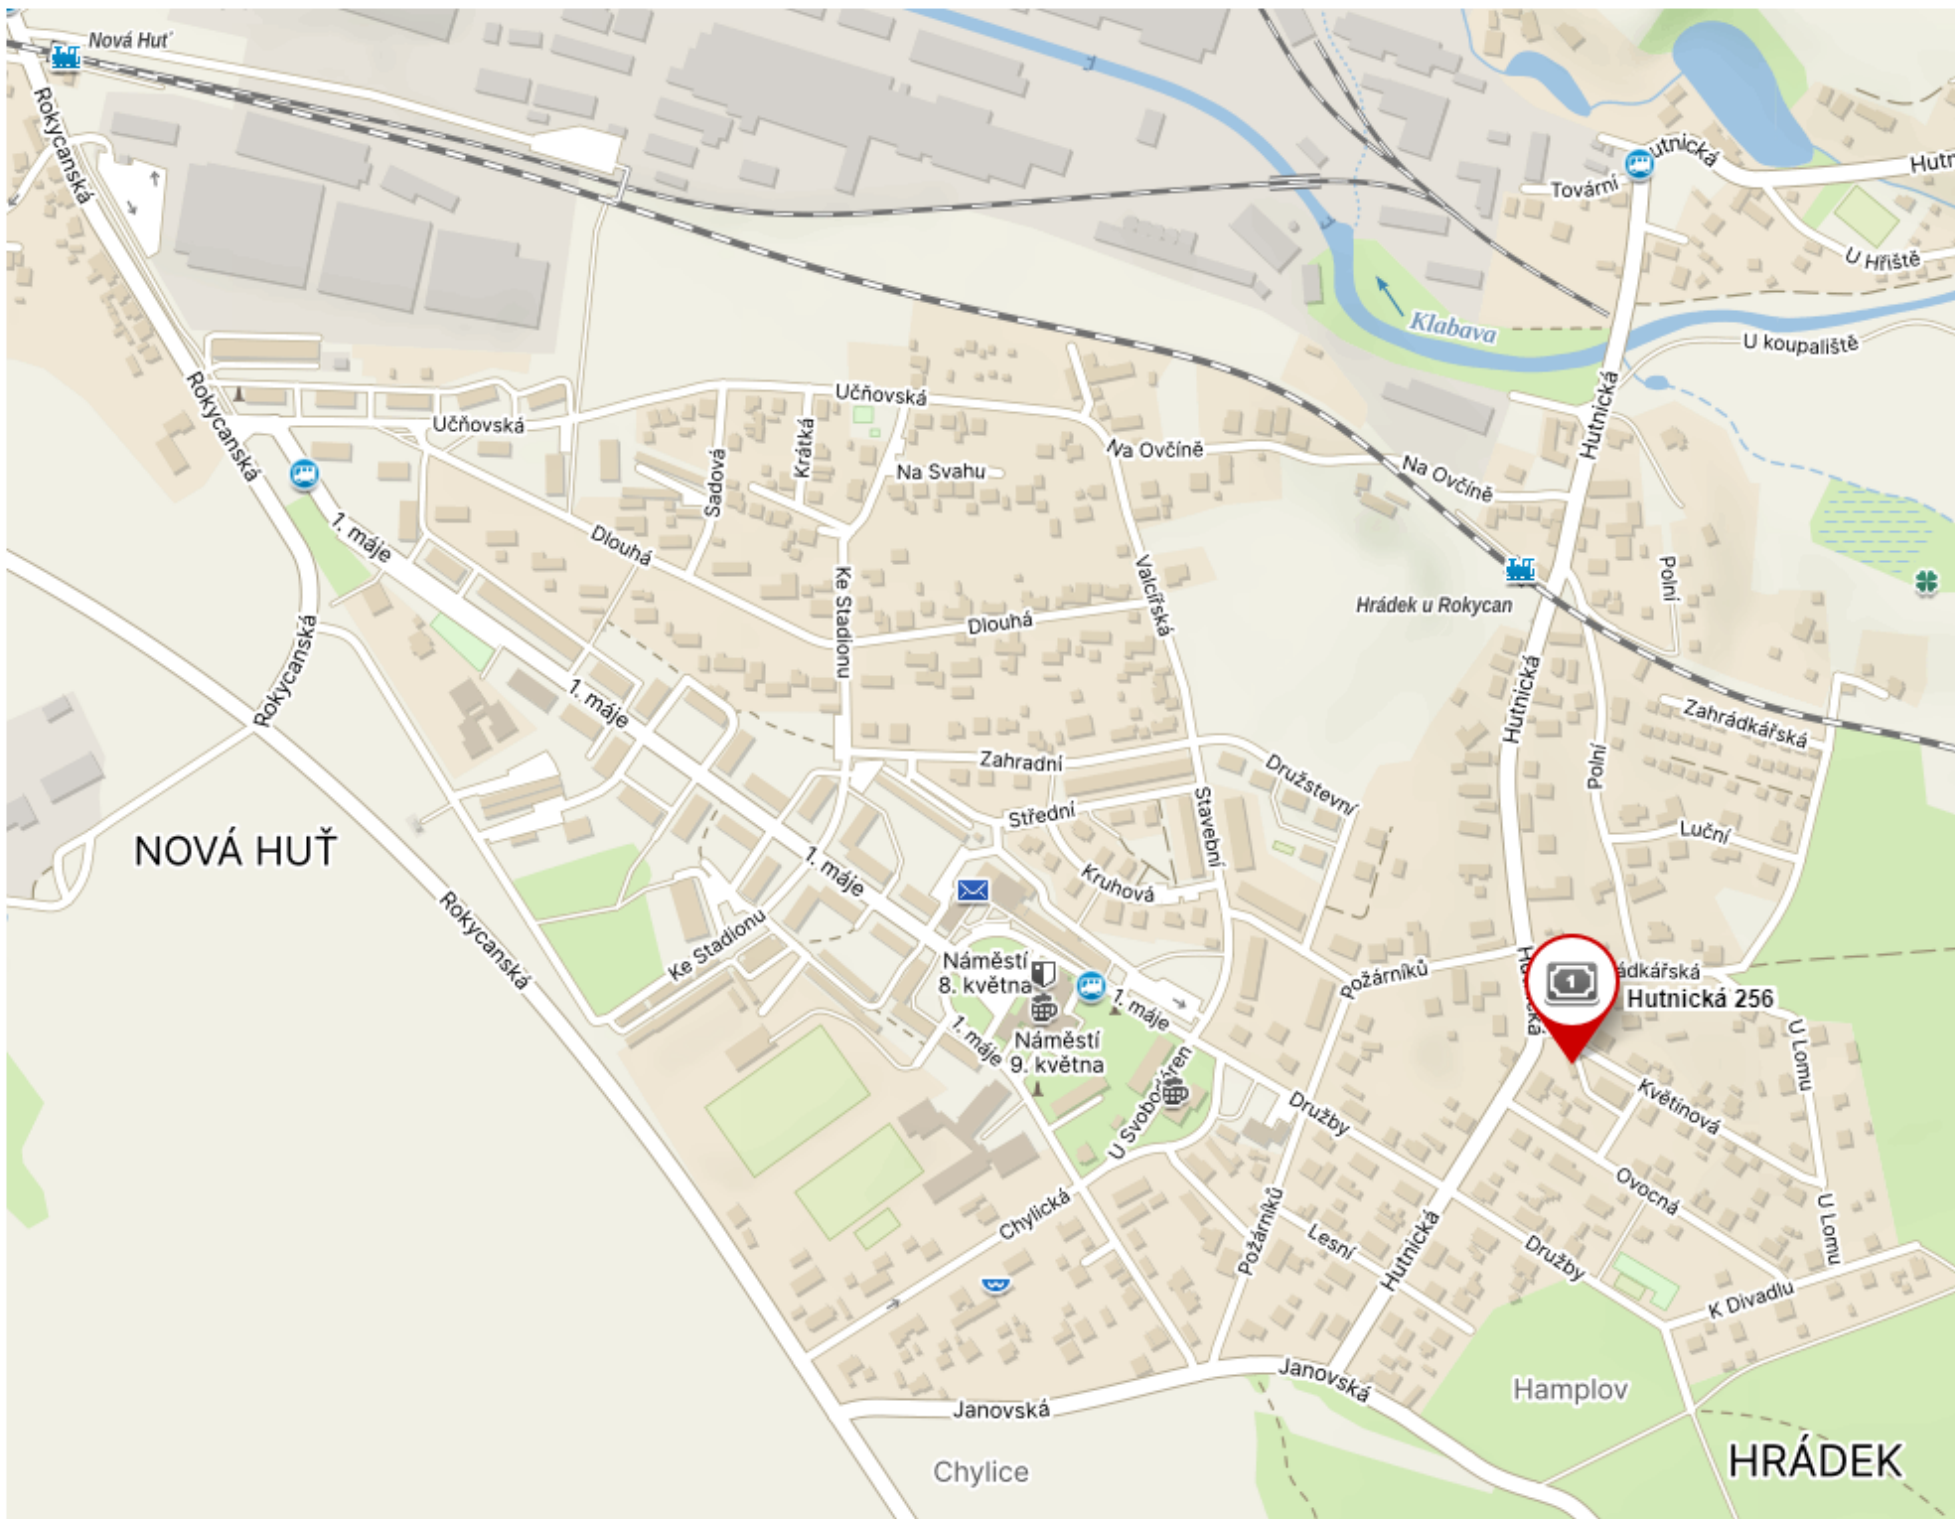 Nová Huť
Rokycanská
Hutnická
Tovární
U Hřiště
Klabava
U koupaliště
Rokycanská
Učňovská
Učňovská
Hutnická
Krátká
Sadová
Na Svahu
Na Ovčíně
Na Ovčíně
1. máje
Dlouhá
Ke Stadionu
Dlouhá
Valcířská
Hrádek u Rokycan
Polní
Rokycanská
1. máje
Hutnická
Zahrádkářská
Polní
Zahradní
Družstevní
Střední
Stavební
Luční
NOVÁ HUŤ
1. máje
Kruhová
Rokycanská
Ke Stadionu
Náměstí
8. května
Požárníků
1
Hutnická 256
1. máje
1. máje
Náměstí
9. května
U Lomu
Květinová
Družby
U Svobodáren
Ovocná
Chylická
Požárníků
Lesní
Hutnická
Družby
U Lomu
K Divadlu
Janovská
Janovská
Hamplov
Chylice
HRÁDEK